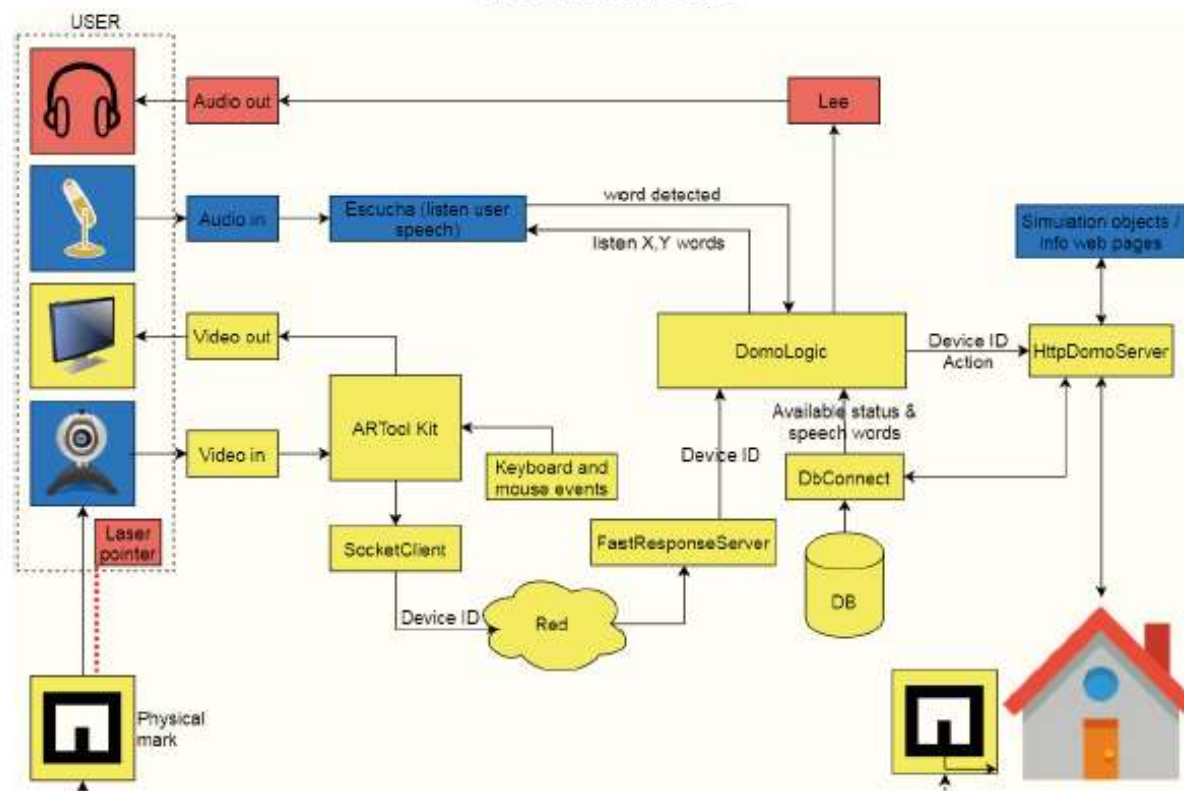 USER
Audio out
Lee
Audio in
Escucha (listen user
speech)
word detected
listen X,Y words
Simulation objects /
Info web pages
Video out
DomoLogic
Device ID
Action
HttpDomoServer
ARTool Kit
Available status &
speech words
Video in
Keyboard and
mouse events
Device ID
DbConnect
Laser
pointer
SocketClient
FastResponseServer
Device ID
Red
DB
Physical
mark